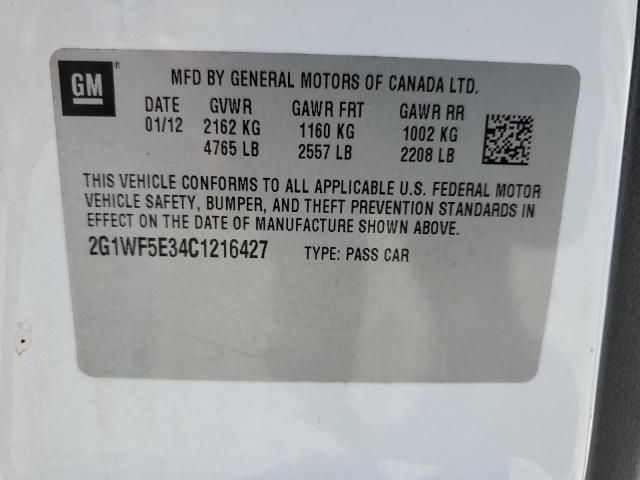 GM ®
MFD BY GENERAL MOTORS OF CANADA LTD.
DATE GVWR GAWR FRT GAWR RR
01/12 2162 KG 1160 KG 1002 KG
4765 LB 2557 LB 2208 LB
THIS VEHICLE CONFORMS TO ALL APPLICABLE U.S. FEDERAL MOTOR
VEHICLE SAFETY, BUMPER, AND THEFT PREVENTION STANDARDS IN
EFFECT ON THE DATE OF MANUFACTURE SHOWN ABOVE.
2G1WF5E34C1216427 TYPE: PASS CAR